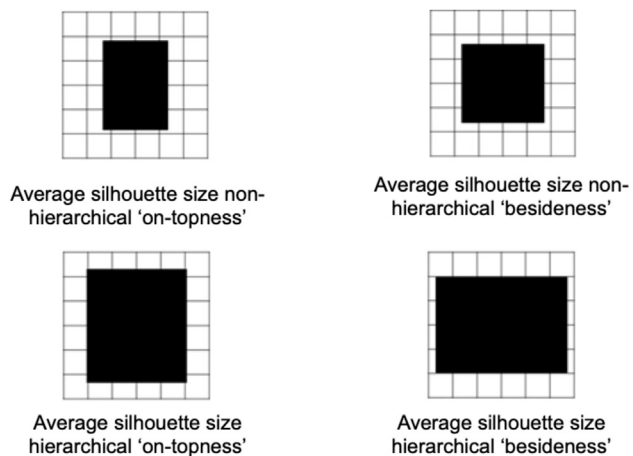 Average silhouette size non-
hierarchical ‘on-topness’
Average silhouette size non-
hierarchical ‘besideness’
Average silhouette size
hierarchical ‘on-topness’
Average silhouette size
hierarchical ‘besideness’